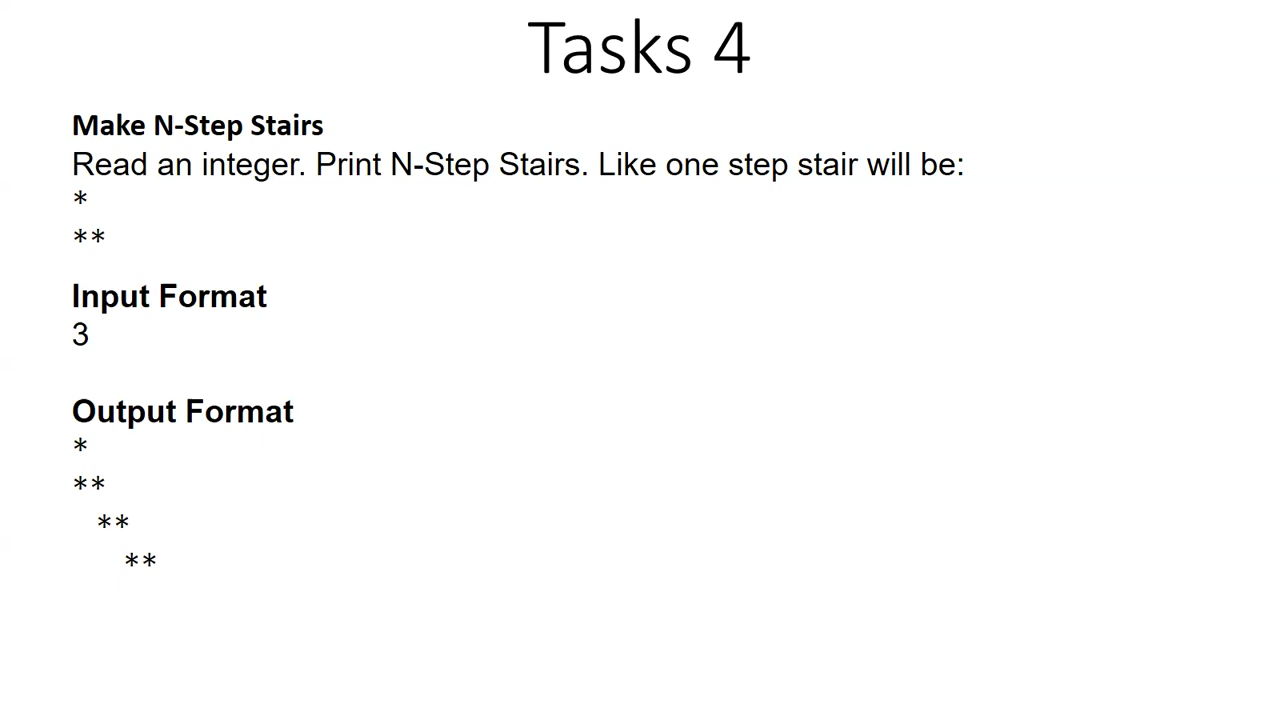 Tasks 4
Make N-Step Stairs
Read an integer. Print N-Step Stairs. Like one step stair will be:
*
**
Input Format
3
Output Format
*
**
   **
      **